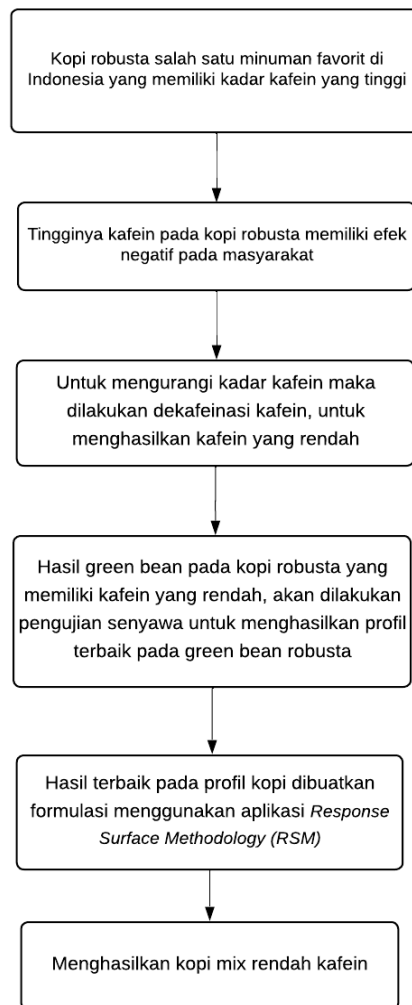 Kopi robusta salah satu minuman favorit di
Indonesia yang memiliki kadar kafein yang tinggi
Tingginya kafein pada kopi robusta memiliki efek
negatif pada masyarakat
Untuk mengurangi kadar kafein maka
dilakukan dekafeinasi kafein, untuk
menghasilkan kafein yang rendah
Hasil green bean pada kopi robusta yang
memiliki kafein yang rendah, akan dilakukan
pengujian senyawa untuk menghasilkan profil
terbaik pada green bean robusta
Hasil terbaik pada profil kopi dibuatkan
formulasi menggunakan aplikasi Response
Surface Methodology (RSM)
Menghasilkan kopi mix rendah kafein